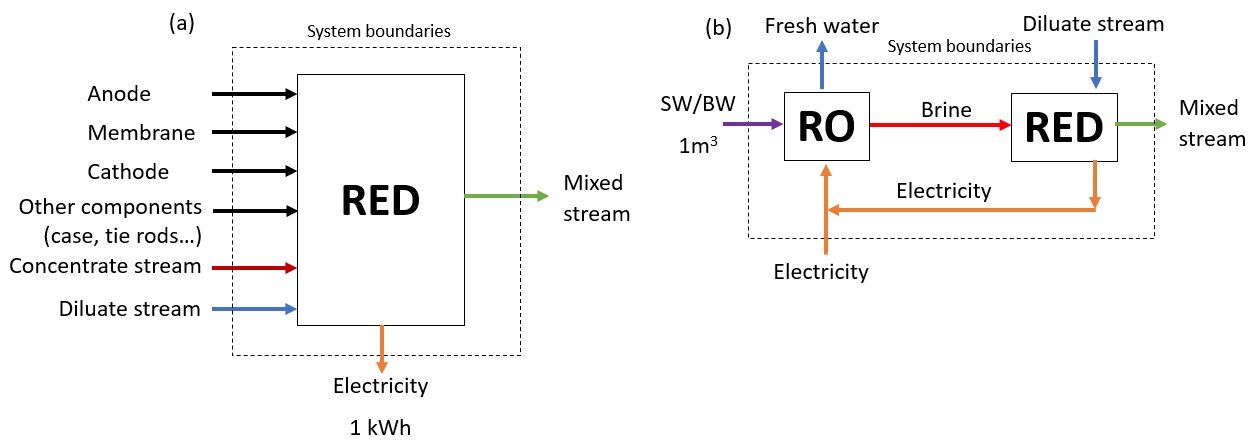 (a)
System boundaries
Anode
Membrane
Cathode
Other components
(case, tie rods…)
Concentrate stream
Diluate stream
RED
Mixed
stream
Electricity
1 kWh
(b)
Fresh water
Diluate stream
System boundaries
SW/BW
1m³
RO
Brine
RED
Mixed
stream
Electricity
Electricity